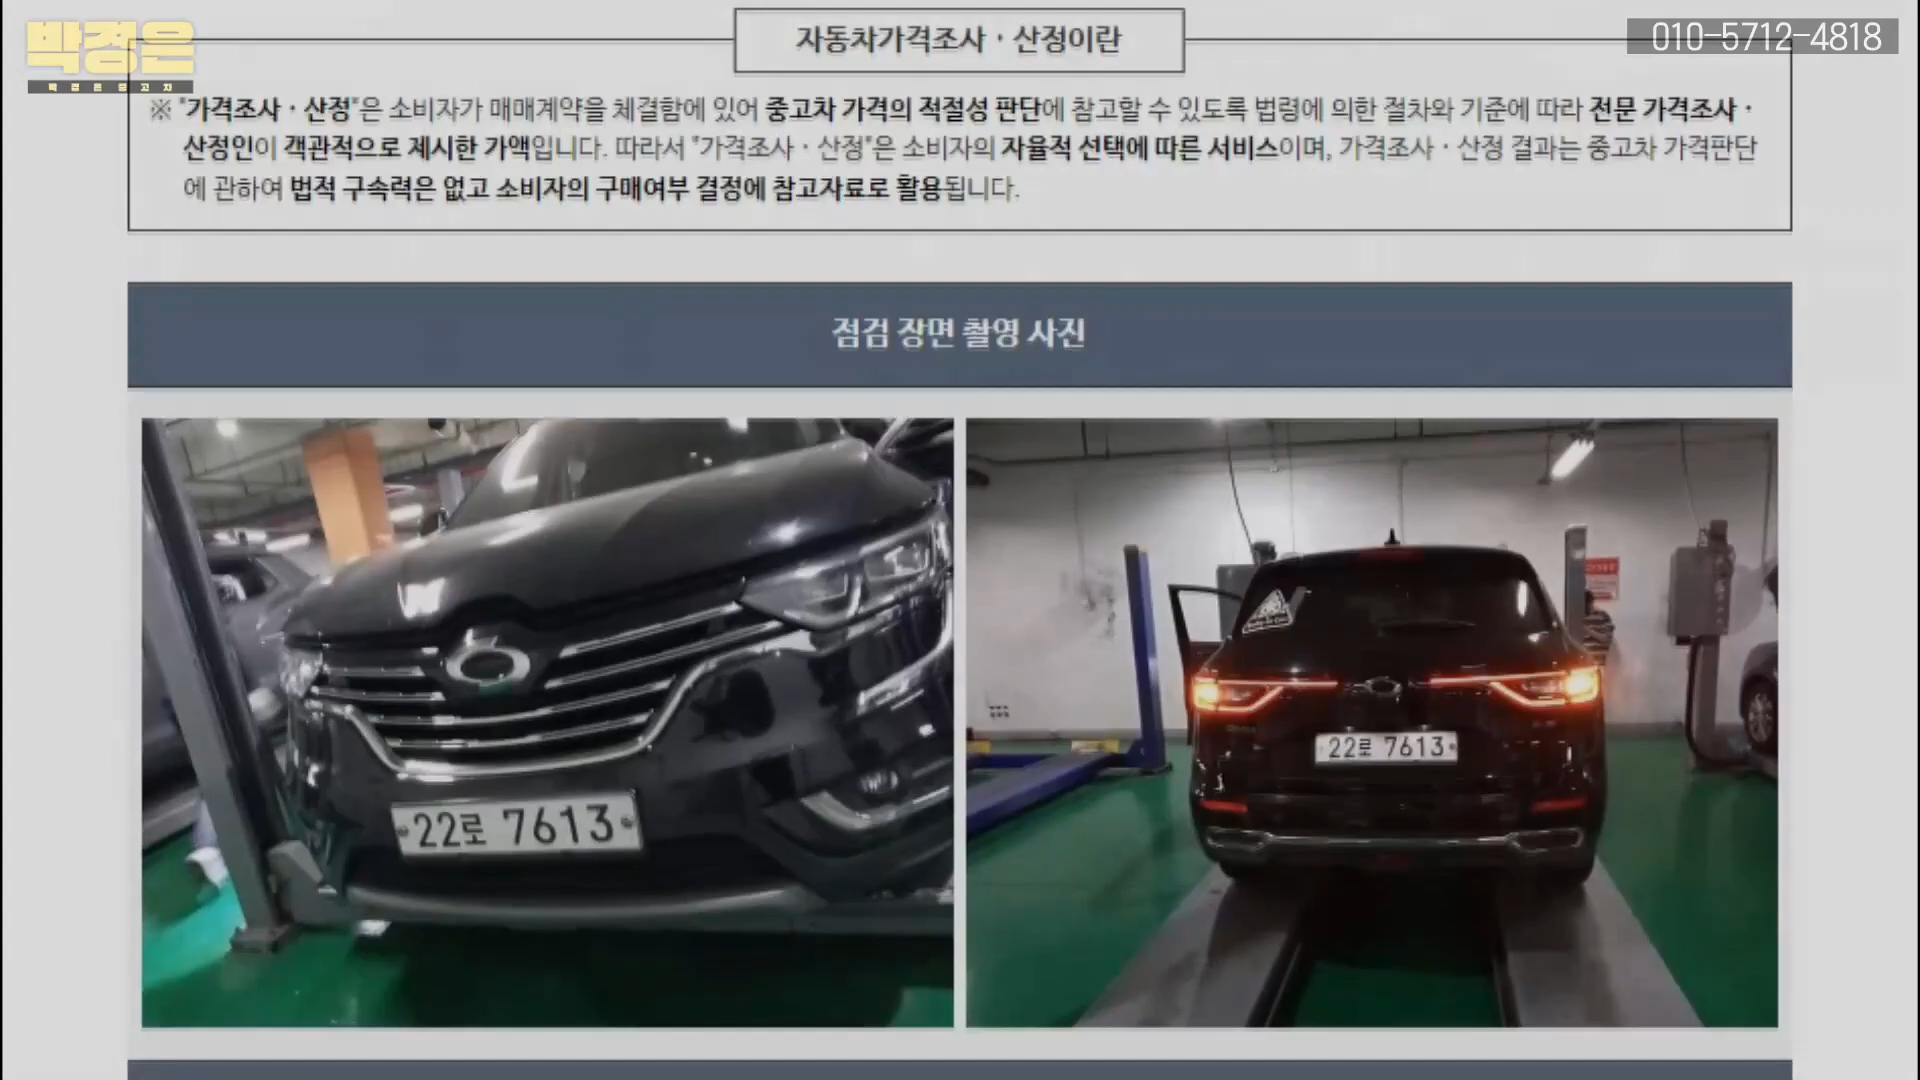 박경은
박경은중고차
010-5712-4818
자동차가격조사 · 산정이란
※ "가격조사 · 산정"은 소비자가 매매계약을 체결함에 있어 중고차 가격의 적절성 판단에 참고할 수 있도록 법령에 의한 절차와 기준에 따라 전문 가격조사 ·
산정인이 객관적으로 제시한 가액입니다. 따라서 "가격조사 · 산정"은 소비자의 자율적 선택에 따른 서비스이며, 가격조사 · 산정 결과는 중고차 가격판단
에 관하여 법적 구속력은 없고 소비자의 구매여부 결정에 참고자료로 활용됩니다.
점검 장면 촬영 사진
22로 7613
22로 7613